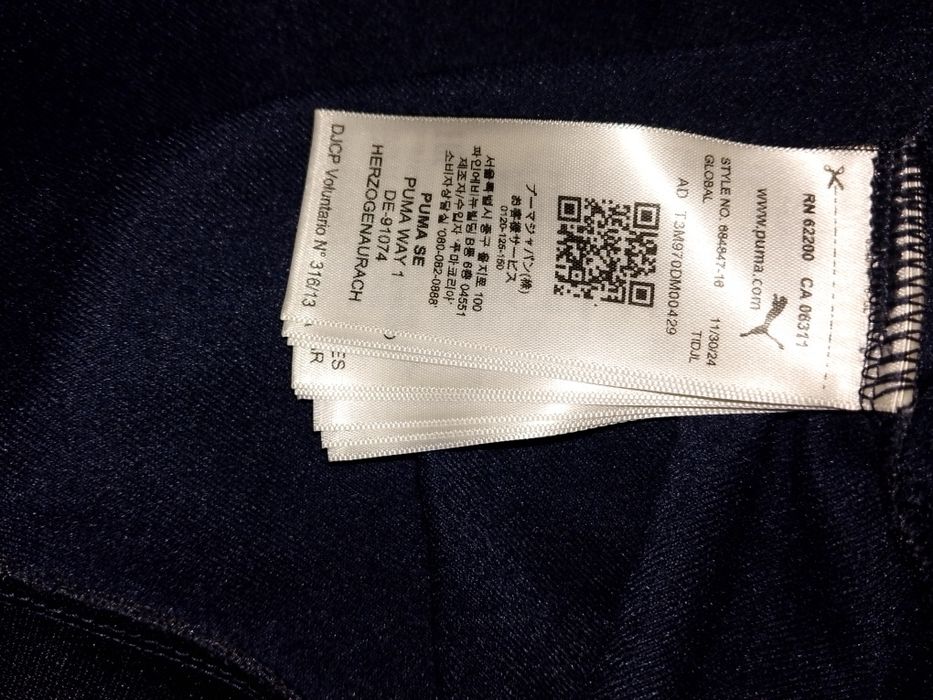 RN 62200 CA 06311
www.puma.com
STYLE NO. 684847-16 11/30/24
GLOBAL TIDJL
AD T3M970DM00429
プーマジャパン(株)
お客様サービス
0120-125-150
서울특별시 중구 을지로 100
파인에비뉴빌딩 B동 6층 04551
제조자/수입자 '푸마코리아'
소비자상담실 '080-082-0868'
PUMA SE
PUMA WAY 1
DE-91074
HERZOGENAURACH
DJCP Voluntario N° 316/13
ES